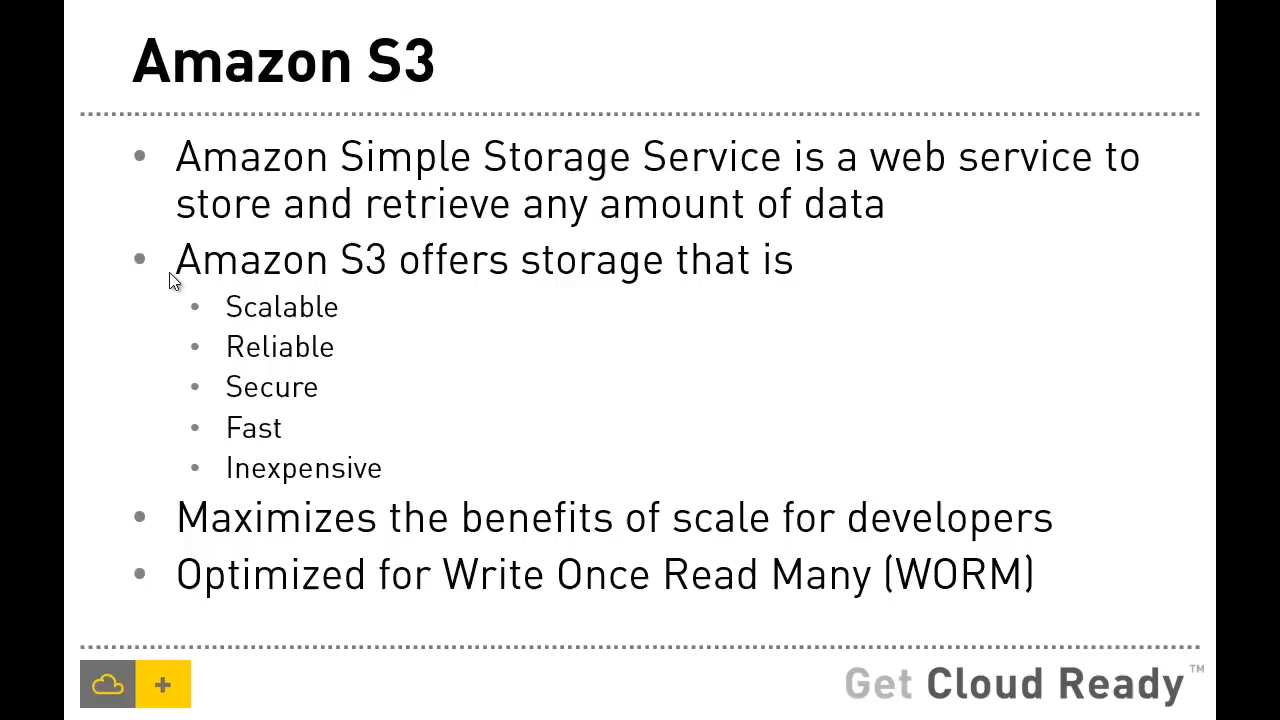 Amazon S3
• Amazon Simple Storage Service is a web service to
store and retrieve any amount of data
• Amazon S3 offers storage that is
• Scalable
• Reliable
• Secure
• Fast
• Inexpensive
• Maximizes the benefits of scale for developers
• Optimized for Write Once Read Many (WORM)
Get Cloud Ready™